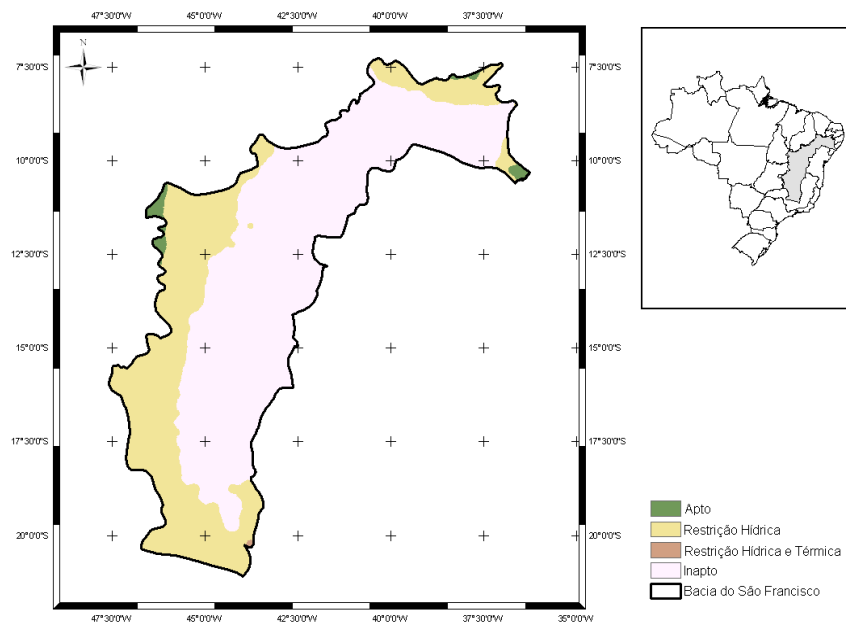 47°30'0"W 45°0'0"W 42°30'0"W 40°0'0"W 37°30'0"W 35°0'0"W
N
7°30'0"S 7°30'0"S
10°0'0"S 10°0'0"S
12°30'0"S 12°30'0"S
15°0'0"S 15°0'0"S
17°30'0"S 17°30'0"S
20°0'0"S 20°0'0"S
47°30'0"W 45°0'0"W 42°30'0"W 40°0'0"W 37°30'0"W 35°0'0"W
Apto
Restrição Hídrica
Restrição Hídrica e Térmica
Inapto
Bacia do São Francisco